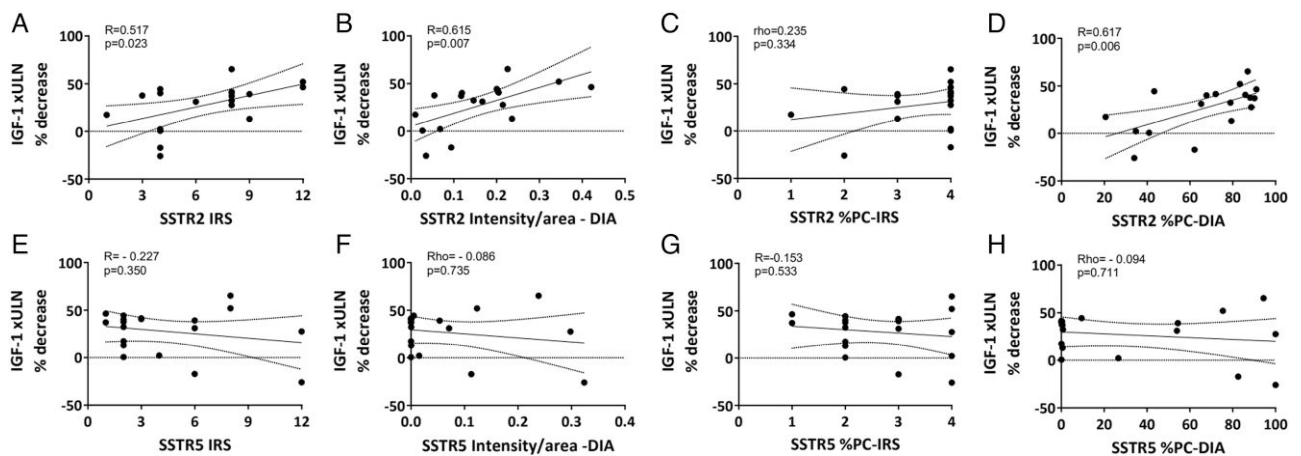 A
R=0.517
p=0.023
IGF-1 xULN
% decrease
100
50
0
-50
0 3 6 9 12
SSTR2 IRS
B
R=0.615
p=0.007
IGF-1 xULN
% decrease
100
50
0
-50
0.0 0.1 0.2 0.3 0.4 0.5
SSTR2 Intensity/area - DIA
C
rho=0.235
p=0.334
IGF-1 xULN
% decrease
100
50
0
-50
0 1 2 3 4
SSTR2 %PC-IRS
D
R=0.617
p=0.006
IGF-1 xULN
% decrease
100
50
0
-50
0 20 40 60 80 100
SSTR2 %PC-DIA
E
R= - 0.227
p=0.350
IGF-1 xULN
% decrease
100
50
0
-50
0 3 6 9 12
SSTR5 IRS
F
Rho= - 0.086
p=0.735
IGF-1 xULN
% decrease
100
50
0
-50
0.0 0.1 0.2 0.3 0.4
SSTR5 Intensity/area -DIA
G
R=-0.153
p=0.533
IGF-1 xULN
% decrease
100
50
0
-50
0 1 2 3 4
SSTR5 %PC-IRS
H
Rho= - 0.094
p=0.711
IGF-1 xULN
% decrease
100
50
0
-50
0 20 40 60 80 100
SSTR5 %PC-DIA